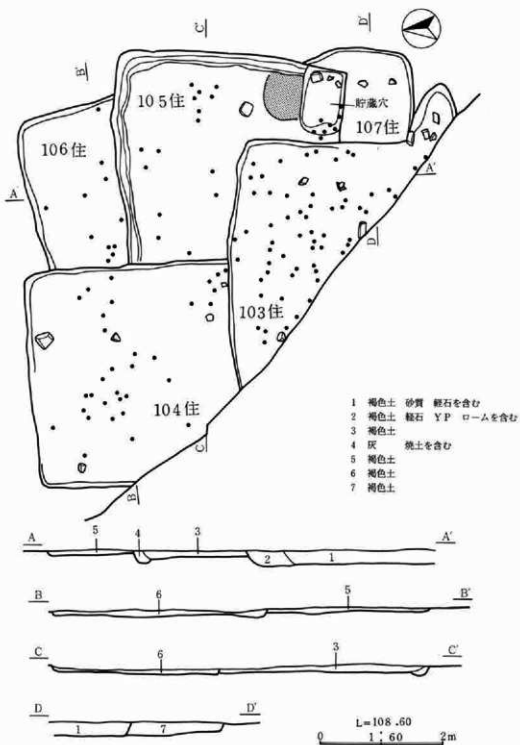 D'
C'
B'
105住
貯蔵穴
106住
107住
A
A'
D
103住
104住
C
B
1 褐色土 砂質 軽石を含む
2 褐色土 軽石 YP ロームを含む
3 褐色土
4 灰 焼土を含む
5 褐色土
6 褐色土
7 褐色土
A 5 4 3 2 1 A'
B 6 5 B'
C 6 3 C'
D 1 7 D'
L=108.60
0 1:60 2m